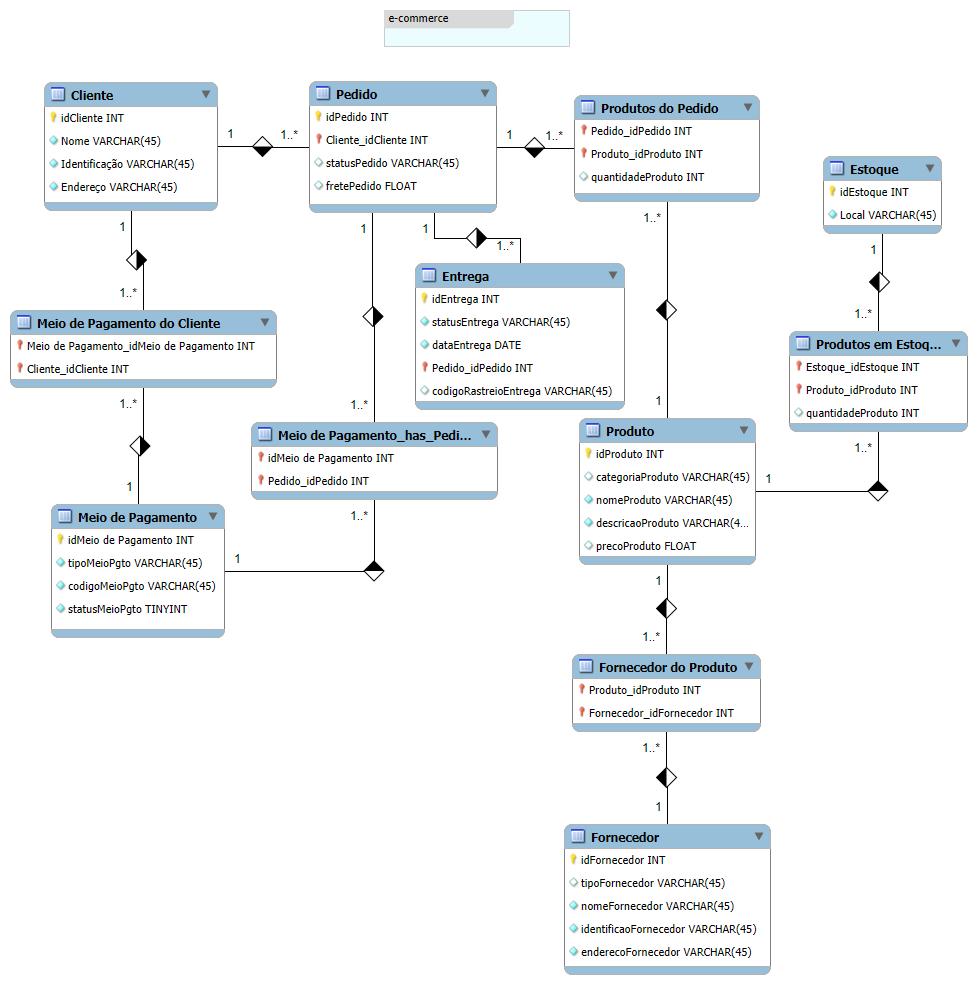 e-commerce
Cliente
idCliente INT
Nome VARCHAR(45)
Identificação VARCHAR(45)
Endereço VARCHAR(45)
1
1..*
Pedido
idPedido INT
Cliente_idCliente INT
statusPedido VARCHAR(45)
fretePedido FLOAT
1
1..*
Produtos do Pedido
Pedido_idPedido INT
Produto_idProduto INT
quantidadeProduto INT
Estoque
idEstoque INT
Local VARCHAR(45)
1
1..*
1
1..*
1
1..*
1..*
1
1
1..*
Entrega
idEntrega INT
statusEntrega VARCHAR(45)
dataEntrega DATE
Pedido_idPedido INT
codigoRastreioEntrega VARCHAR(45)
Meio de Pagamento do Cliente
Meio de Pagamento_idMeio de Pagamento INT
Cliente_idCliente INT
1..*
1
Produtos em Estoq...
Estoque_idEstoque INT
Produto_idProduto INT
quantidadeProduto INT
1..*
1
Meio de Pagamento_has_Pedi...
idMeio de Pagamento INT
Pedido_idPedido INT
1..*
1
Produto
idProduto INT
categoriaProduto VARCHAR(45)
nomeProduto VARCHAR(45)
descricaoProduto VARCHAR(4...
precoProduto FLOAT
Meio de Pagamento
idMeio de Pagamento INT
tipoMeioPgto VARCHAR(45)
codigoMeioPgto VARCHAR(45)
statusMeioPgto TINYINT
1
1..*
Fornecedor do Produto
Produto_idProduto INT
Fornecedor_idFornecedor INT
1..*
1
Fornecedor
idFornecedor INT
tipoFornecedor VARCHAR(45)
nomeFornecedor VARCHAR(45)
identificaoFornecedor VARCHAR(45)
enderecoFornecedor VARCHAR(45)